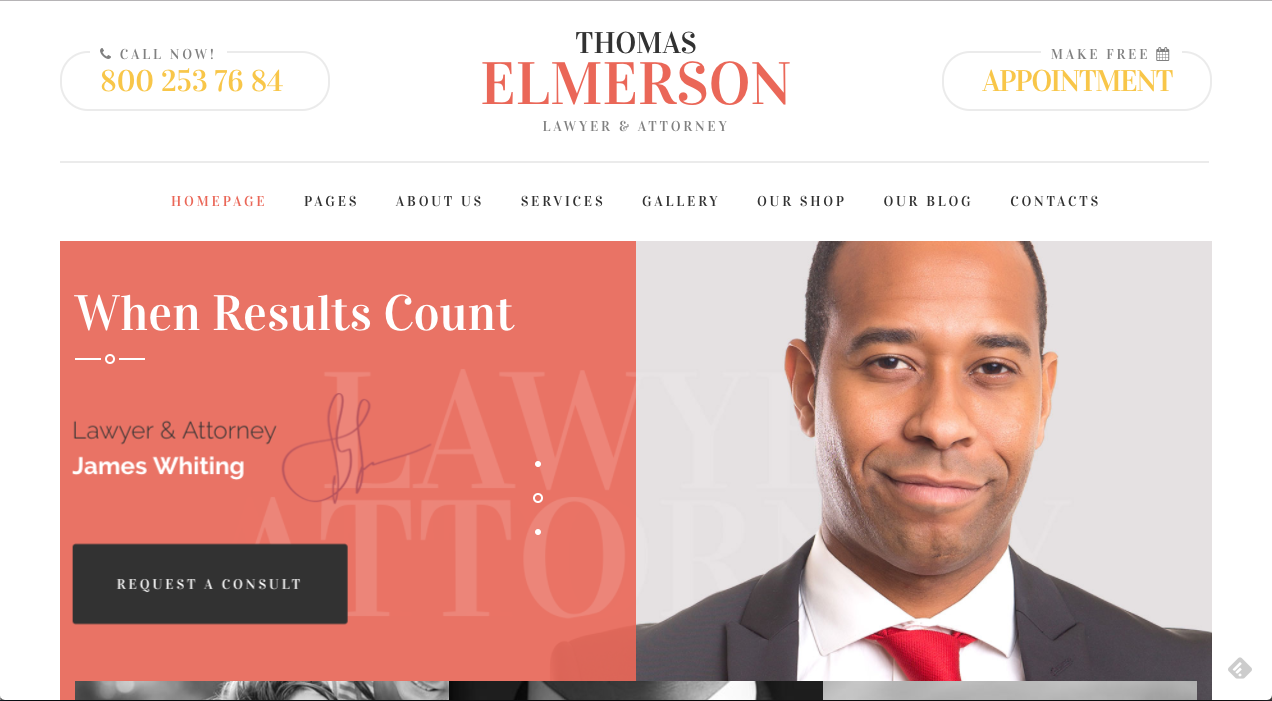 CALL NOW!
800 253 76 84
THOMAS
ELMERSON
LAWYER & ATTORNEY
MAKE FREE
APPOINTMENT
HOMEPAGE PAGES ABOUT US SERVICES GALLERY OUR SHOP OUR BLOG CONTACTS
When Results Count
LAWYE
ATTORNEY
Lawyer & Attorney
James Whiting
REQUEST A CONSULT